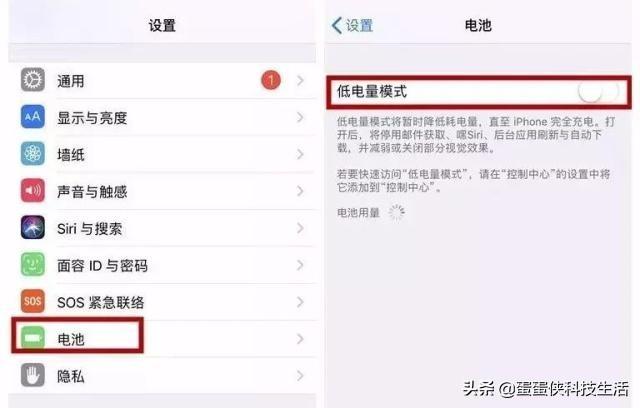 设置
通用
1
AA
显示与亮度
墙纸
声音与触感
Siri 与搜索
面容 ID 与密码
SOS
SOS 紧急联络
电池
隐私
设置
电池
低电量模式
低电量模式将暂时降低耗电量，直至 iPhone 完全充电。打
开后，将停用邮件获取、嘿Siri、后台应用刷新与自动下
载，并减弱或关闭部分视觉效果。
若要快速访问“低电量模式”，请在“控制中心”的设置中将
它添加到“控制中心”。
电池用量
头条 @蛋蛋侠科技生活